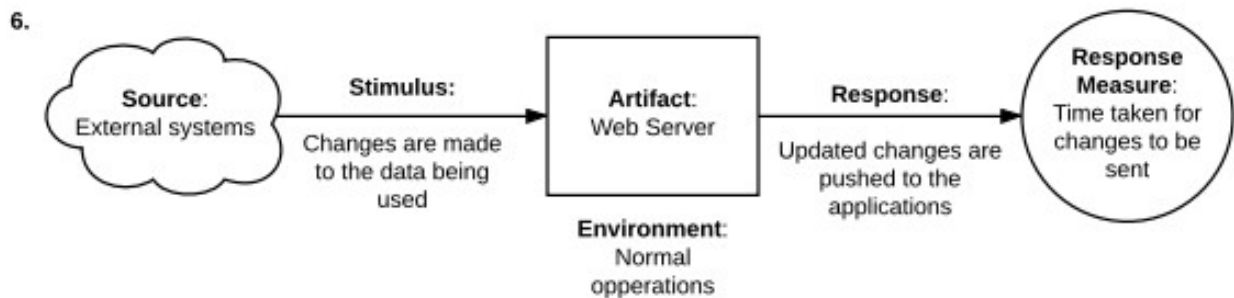 6.
Source:
External systems
Stimulus:
Changes are made
to the data being
used
Artifact:
Web Server
Environment:
Normal
opperations
Response:
Updated changes are
pushed to the
applications
Response
Measure:
Time taken for
changes to be
sent